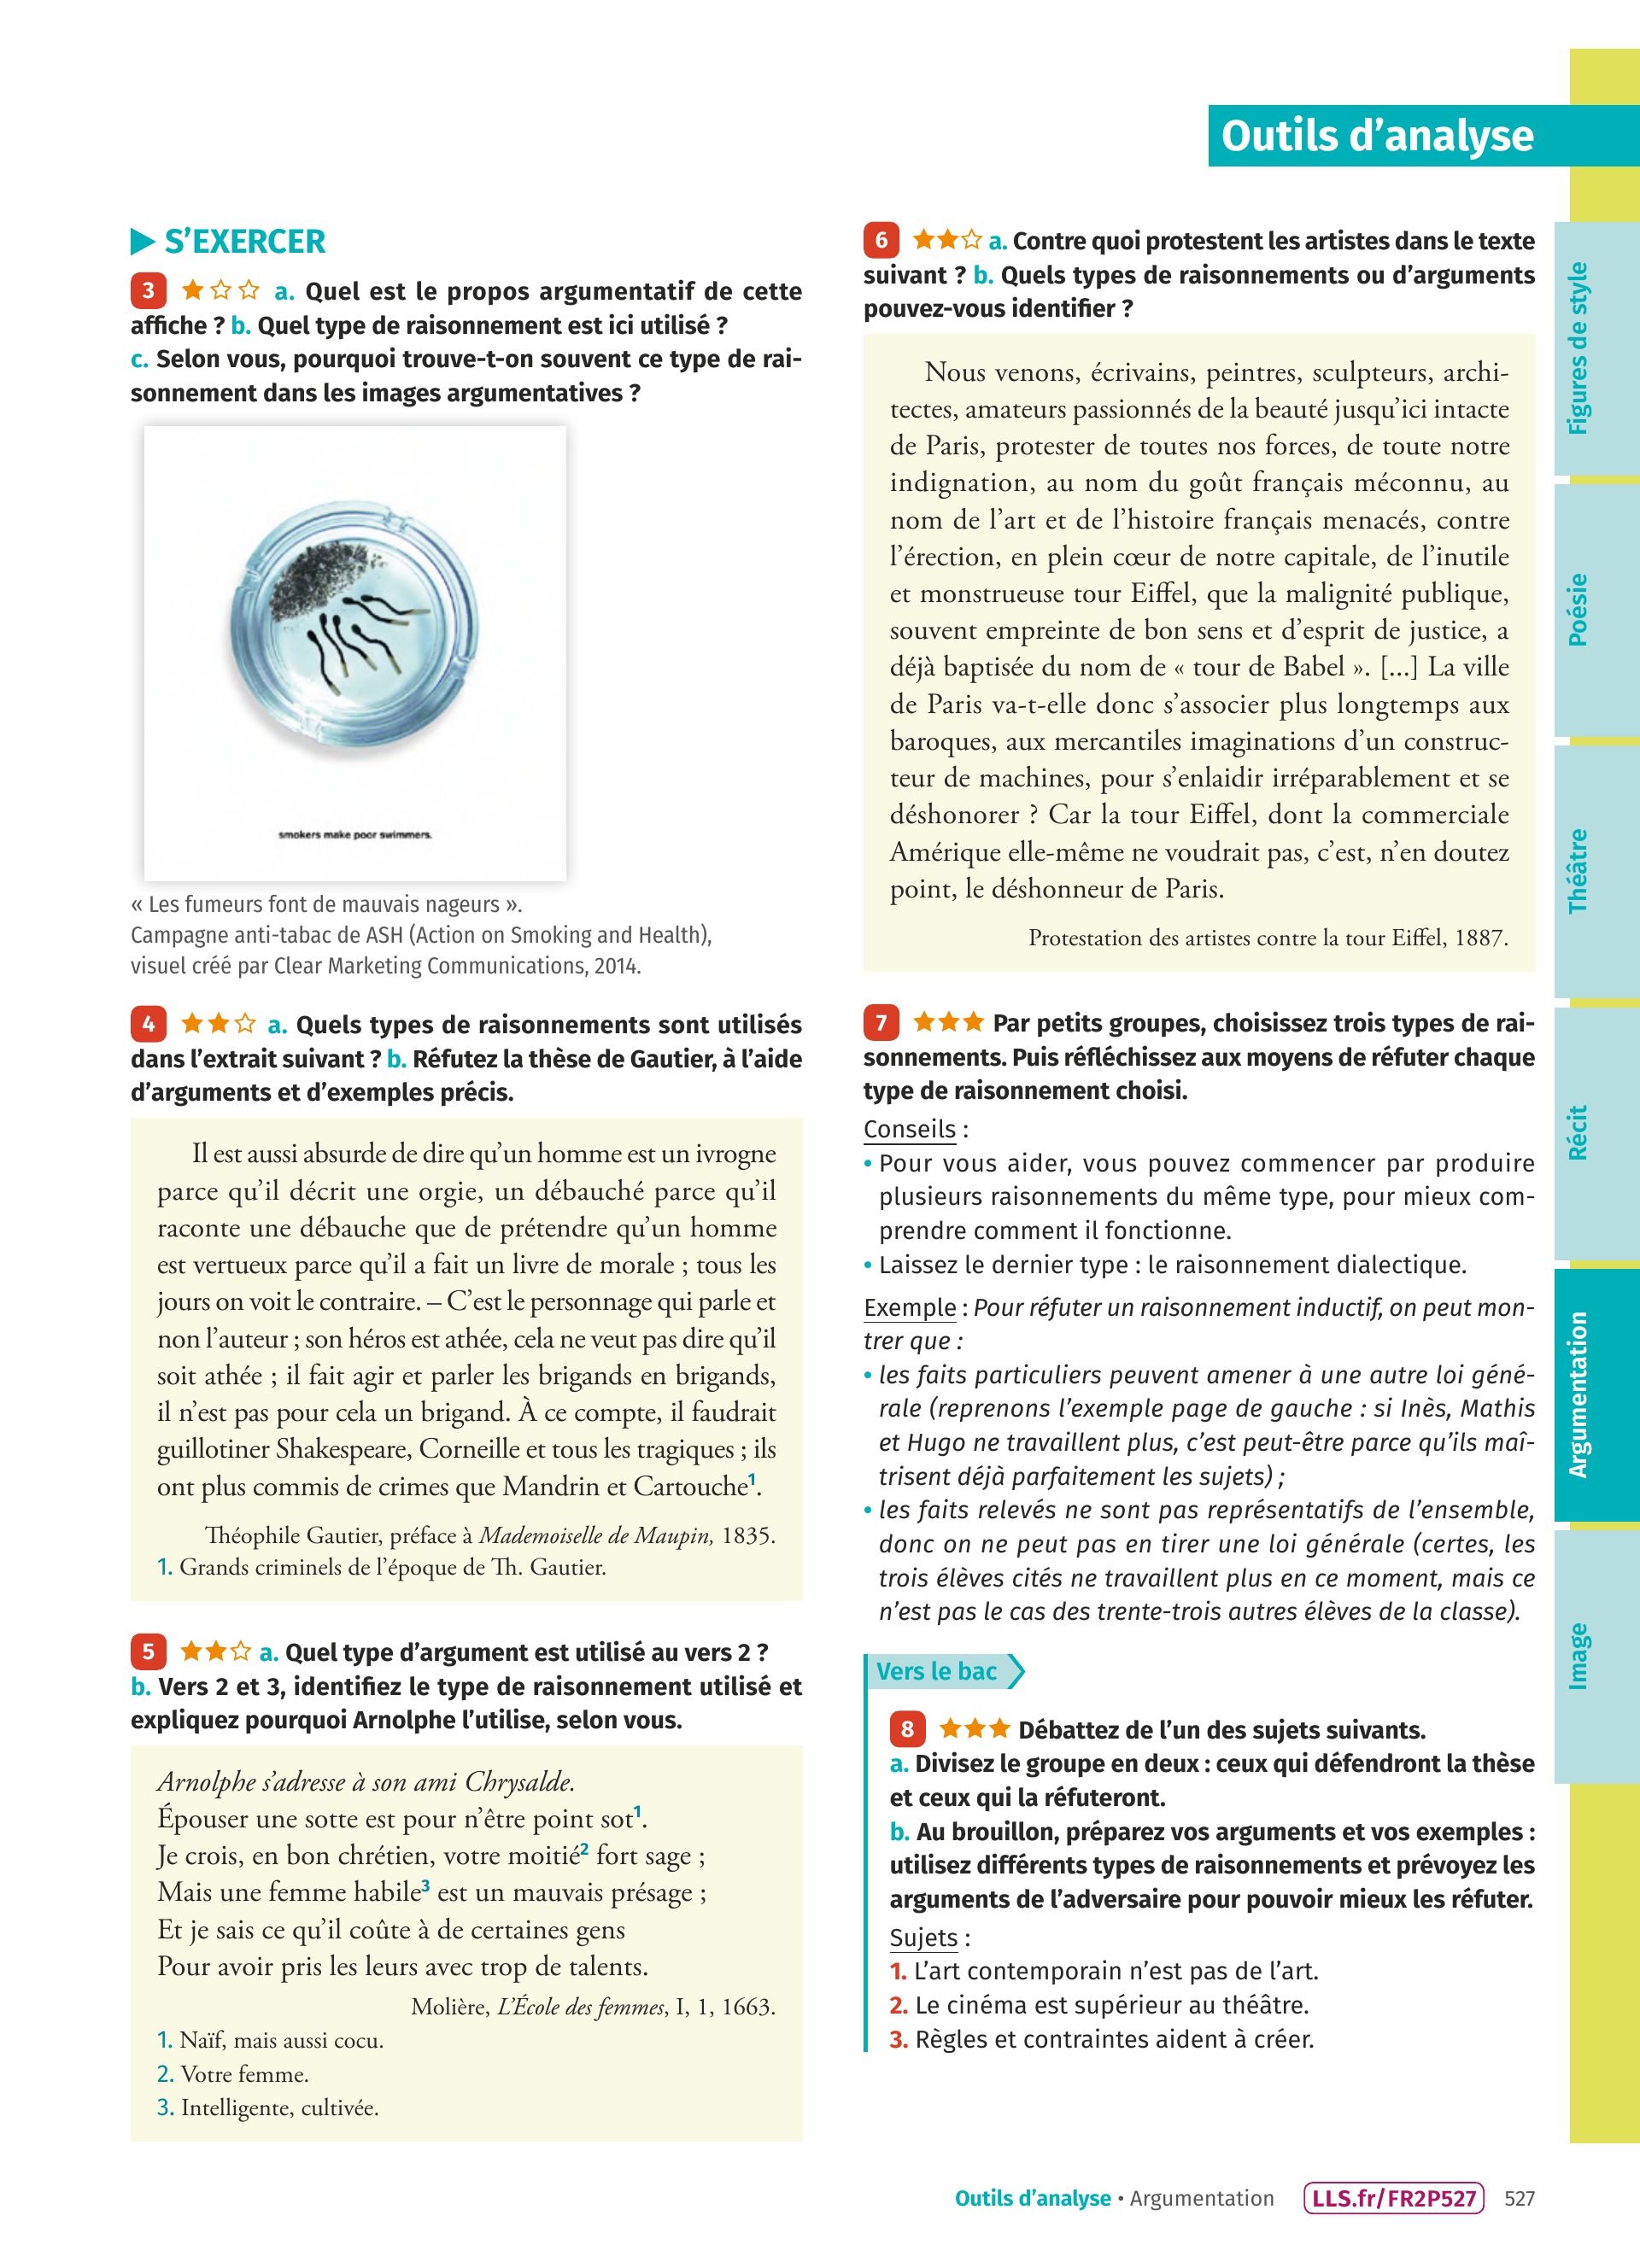 Outils d'analyse
▶ S'EXERCER
3 ★☆☆ a. Quel est le propos argumentatif de cette
affiche ? b. Quel type de raisonnement est ici utilisé ?
c. Selon vous, pourquoi trouve-t-on souvent ce type de rai-
sonnement dans les images argumentatives ?
smokers make poor swimmers.
« Les fumeurs font de mauvais nageurs ».
Campagne anti-tabac de ASH (Action on Smoking and Health),
visuel créé par Clear Marketing Communications, 2014.
4 ★★☆ a. Quels types de raisonnements sont utilisés
dans l'extrait suivant ? b. Réfutez la thèse de Gautier, à l'aide
d'arguments et d'exemples précis.
Il est aussi absurde de dire qu'un homme est un ivrogne
parce qu'il décrit une orgie, un débauché parce qu'il
raconte une débauche que de prétendre qu'un homme
est vertueux parce qu'il a fait un livre de morale ; tous les
jours on voit le contraire. – C'est le personnage qui parle et
non l'auteur ; son héros est athée, cela ne veut pas dire qu'il
soit athée ; il fait agir et parler les brigands en brigands,
il n'est pas pour cela un brigand. À ce compte, il faudrait
guillotiner Shakespeare, Corneille et tous les tragiques ; ils
ont plus commis de crimes que Mandrin et Cartouche1.
Théophile Gautier, préface à Mademoiselle de Maupin, 1835.
1. Grands criminels de l'époque de Th. Gautier.
5 ★★☆ a. Quel type d'argument est utilisé au vers 2 ?
b. Vers 2 et 3, identifiez le type de raisonnement utilisé et
expliquez pourquoi Arnolphe l'utilise, selon vous.
Arnolphe s'adresse à son ami Chrysalde.
Épouser une sotte est pour n'être point sot1.
Je crois, en bon chrétien, votre moitié2 fort sage ;
Mais une femme habile3 est un mauvais présage ;
Et je sais ce qu'il coûte à de certaines gens
Pour avoir pris les leurs avec trop de talents.
Molière, L'École des femmes, I, 1, 1663.
1. Naïf, mais aussi cocu.
2. Votre femme.
3. Intelligente, cultivée.
6 ★★☆ a. Contre quoi protestent les artistes dans le texte
suivant ? b. Quels types de raisonnements ou d'arguments
pouvez-vous identifier ?
Nous venons, écrivains, peintres, sculpteurs, archi-
tectes, amateurs passionnés de la beauté jusqu'ici intacte
de Paris, protester de toutes nos forces, de toute notre
indignation, au nom du goût français méconnu, au
nom de l'art et de l'histoire français menacés, contre
l'érection, en plein cœur de notre capitale, de l'inutile
et monstrueuse tour Eiffel, que la malignité publique,
souvent empreinte de bon sens et d'esprit de justice, a
déjà baptisée du nom de « tour de Babel ». [...] La ville
de Paris va-t-elle donc s'associer plus longtemps aux
baroques, aux mercantiles imaginations d'un construc-
teur de machines, pour s'enlaidir irréparablement et se
déshonorer ? Car la tour Eiffel, dont la commerciale
Amérique elle-même ne voudrait pas, c'est, n'en doutez
point, le déshonneur de Paris.
Protestation des artistes contre la tour Eiffel, 1887.
7 ★★★ Par petits groupes, choisissez trois types de rai-
sonnements. Puis réfléchissez aux moyens de réfuter chaque
type de raisonnement choisi.
Conseils :
• Pour vous aider, vous pouvez commencer par produire
plusieurs raisonnements du même type, pour mieux com-
prendre comment il fonctionne.
• Laissez le dernier type : le raisonnement dialectique.
Exemple : Pour réfuter un raisonnement inductif, on peut mon-
trer que :
• les faits particuliers peuvent amener à une autre loi géné-
rale (reprenons l'exemple page de gauche : si Inès, Mathis
et Hugo ne travaillent plus, c'est peut-être parce qu'ils maî-
trisent déjà parfaitement les sujets) ;
• les faits relevés ne sont pas représentatifs de l'ensemble,
donc on ne peut pas en tirer une loi générale (certes, les
trois élèves cités ne travaillent plus en ce moment, mais ce
n'est pas le cas des trente-trois autres élèves de la classe).
Vers le bac
8 ★★★ Débattez de l'un des sujets suivants.
a. Divisez le groupe en deux : ceux qui défendront la thèse
et ceux qui la réfuteront.
b. Au brouillon, préparez vos arguments et vos exemples :
utilisez différents types de raisonnements et prévoyez les
arguments de l'adversaire pour pouvoir mieux les réfuter.
Sujets :
1. L'art contemporain n'est pas de l'art.
2. Le cinéma est supérieur au théâtre.
3. Règles et contraintes aident à créer.
Figures de style
Poésie
Théâtre
Récit
Argumentation
Image
Outils d'analyse • Argumentation LLS.fr/FR2P527 527